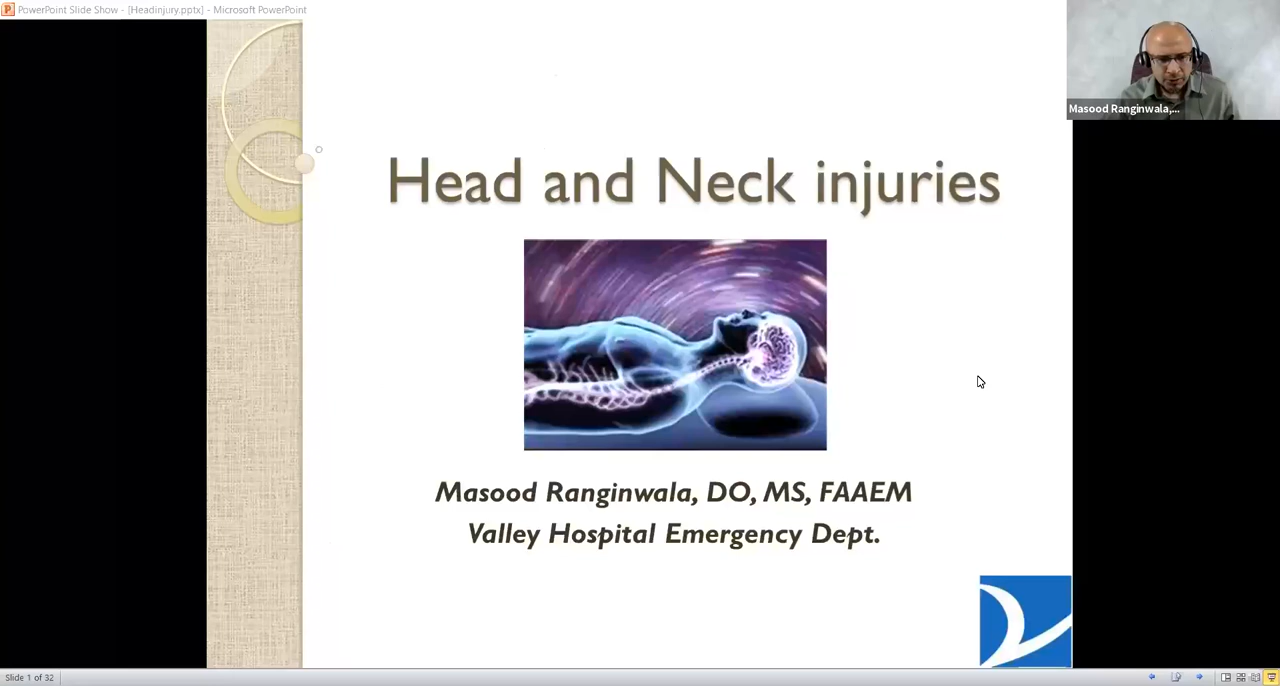 PowerPoint Slide Show - [Headinjury.pptx] - Microsoft PowerPoint
Masood Ranginwala,...
Head and Neck injuries
Masood Ranginwala, DO, MS, FAAEM
Valley Hospital Emergency Dept.
Slide 1 of 32